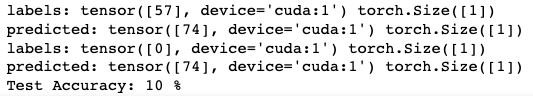 labels: tensor([57], device='cuda:1') torch.Size([1])
predicted: tensor([74], device='cuda:1') torch.Size([1])
labels: tensor([0], device='cuda:1') torch.Size([1])
predicted: tensor([74], device='cuda:1') torch.Size([1])
Test Accuracy: 10 %